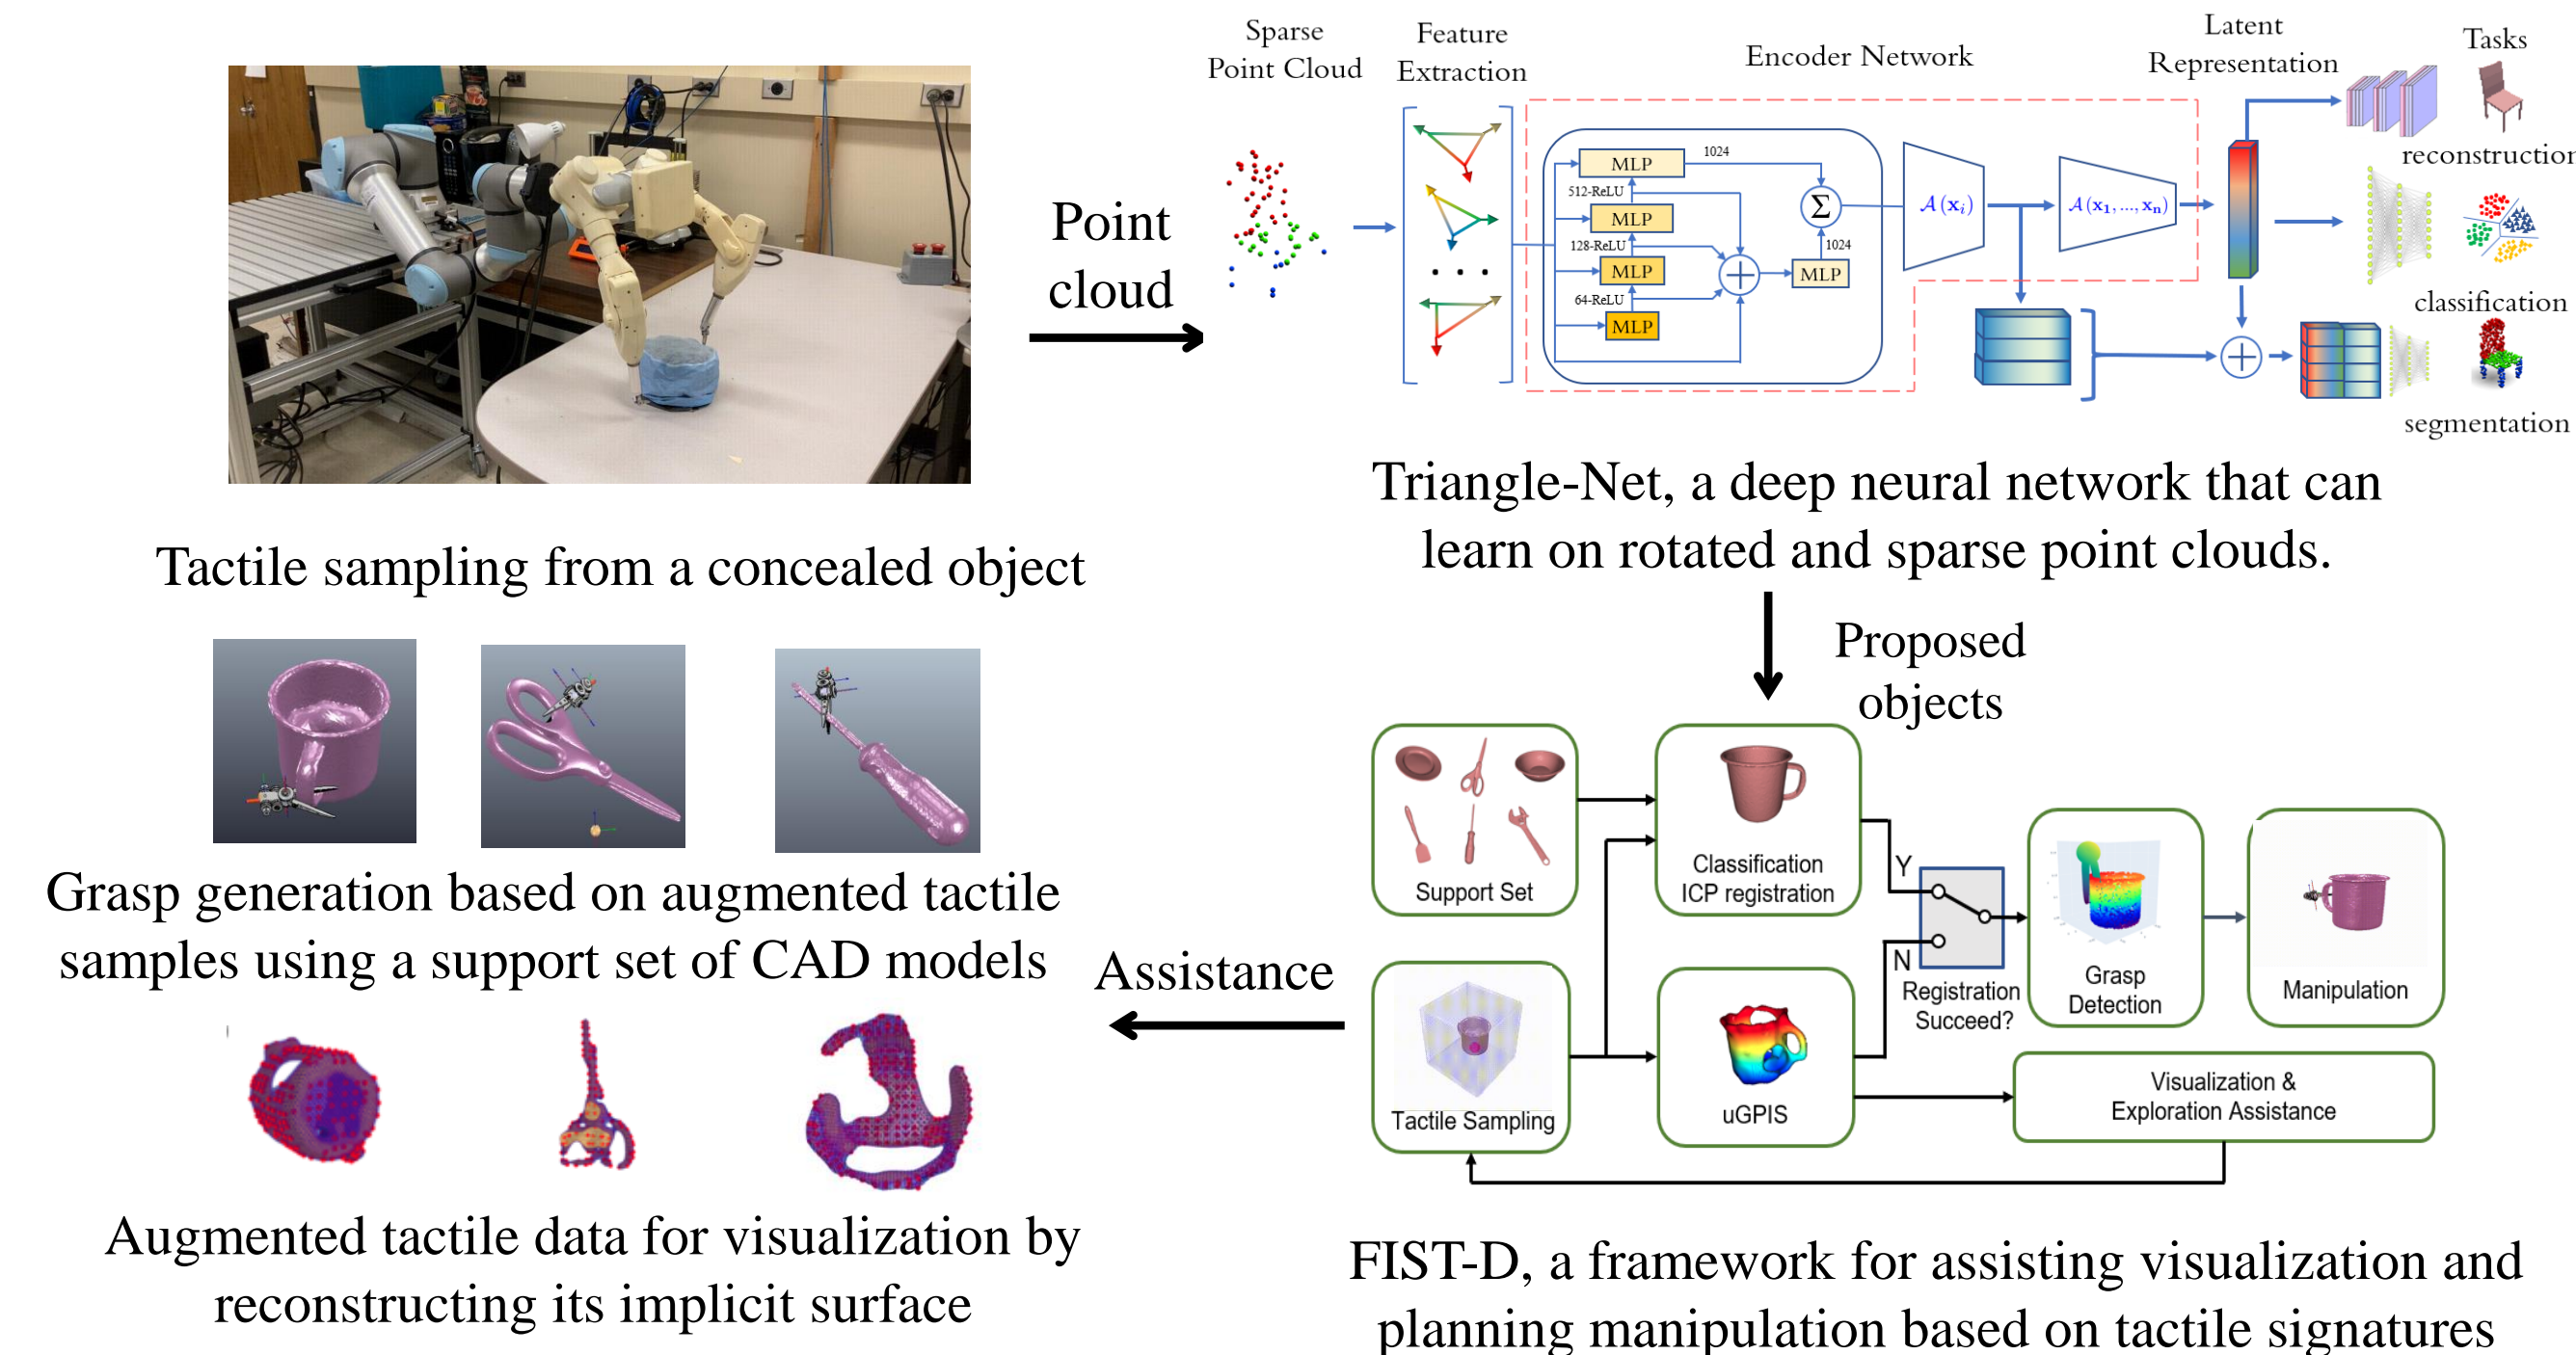 Sparse
Point Cloud
Feature
Extraction
Encoder Network
Latent
Representation
Tasks
MLP
1024
512-ReLU
MLP
128-ReLU
MLP
64-ReLU
MLP
Σ
1024
MLP
A(xᵢ)
A(x₁,...,xₙ)
reconstruction
classification
segmentation
Point
cloud
Tactile sampling from a concealed object
Triangle-Net, a deep neural network that can
learn on rotated and sparse point clouds.
Proposed
objects
Grasp generation based on augmented tactile
samples using a support set of CAD models
Assistance
Support Set
Classification
ICP registration
Y
N
Registration
Succeed?
Grasp
Detection
Manipulation
Tactile Sampling
uGPIS
Visualization &
Exploration Assistance
Augmented tactile data for visualization by
reconstructing its implicit surface
FIST-D, a framework for assisting visualization and
planning manipulation based on tactile signatures